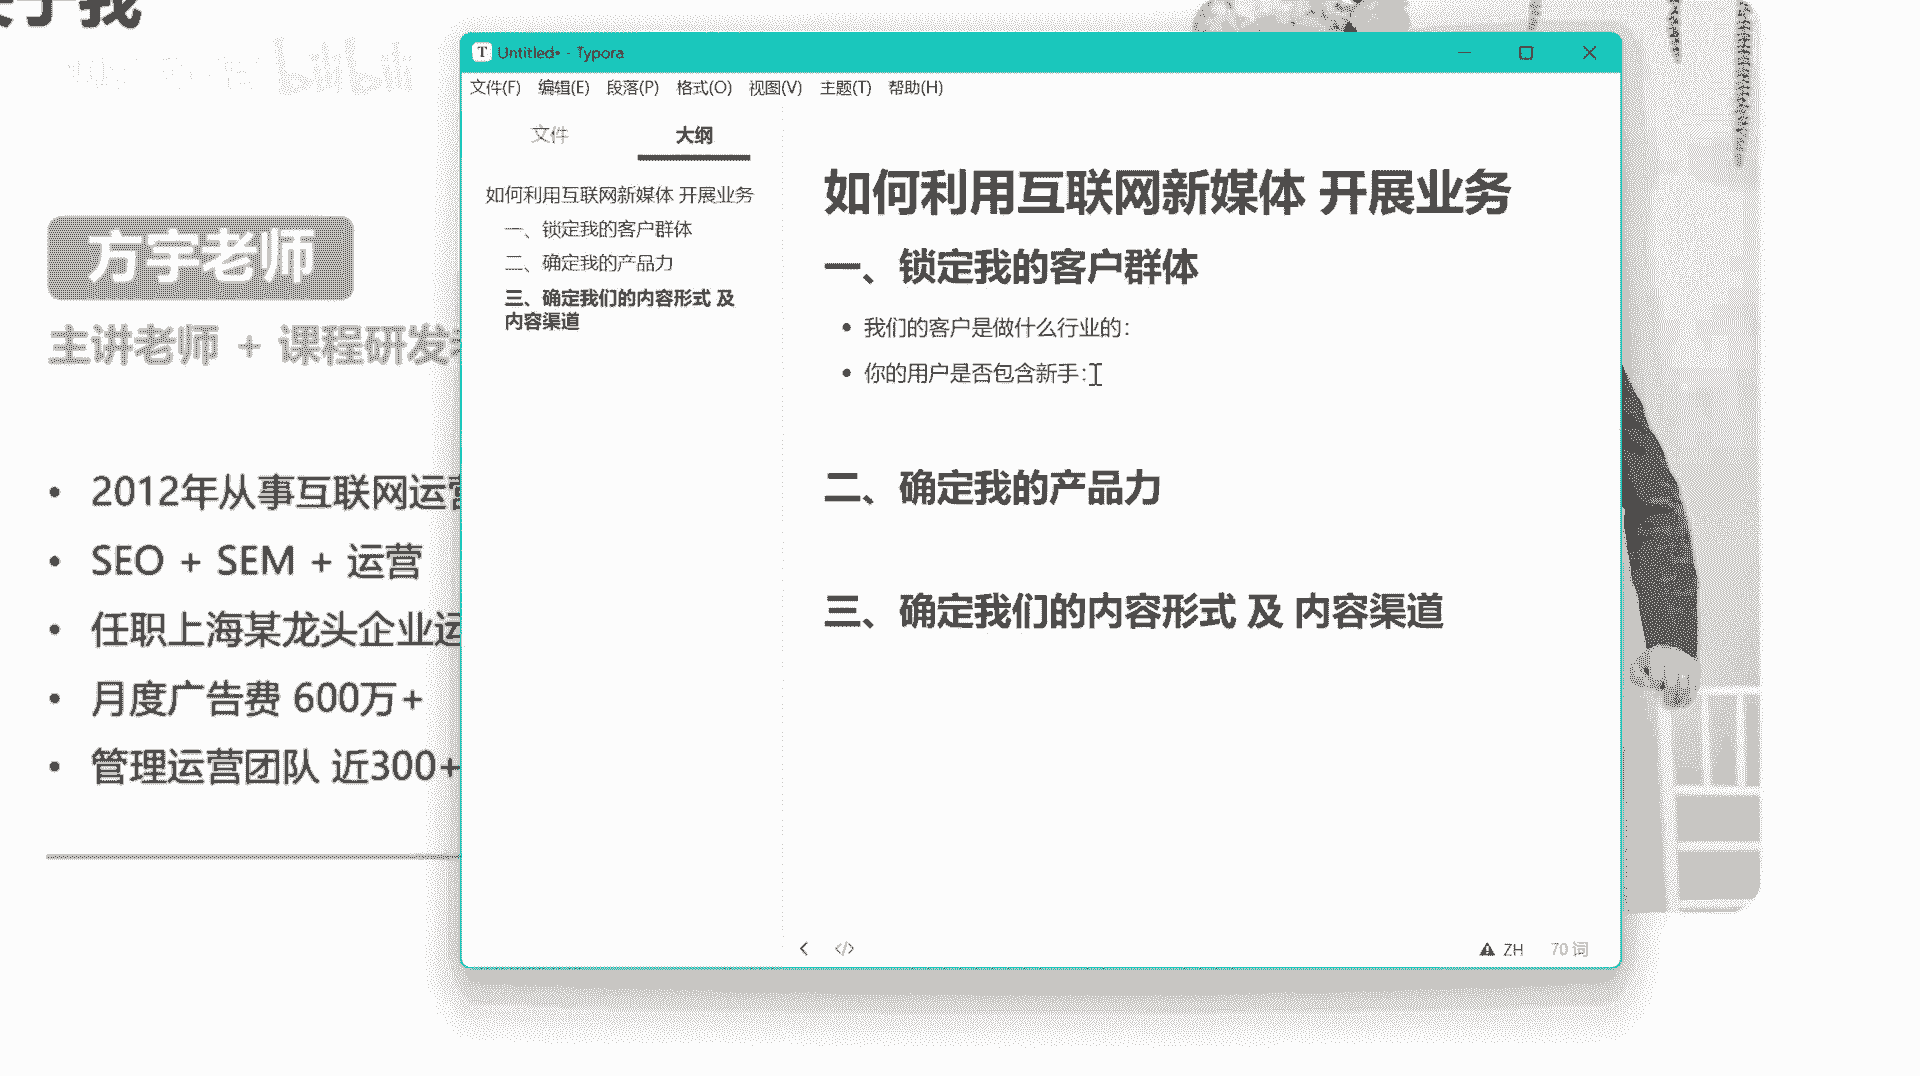 于我
bilibili
方宇老师
主讲老师 + 课程研发
2012年从事互联网运营
SEO + SEM + 运营
任职上海某龙头企业运
月度广告费 600万+
管理运营团队 近300+
Untitled• - Typora
文件(F) 编辑(E) 段落(P) 格式(O) 视图(V) 主题(T) 帮助(H)
文件 大纲
如何利用互联网新媒体 开展业务
一、锁定我的客户群体
二、确定我的产品力
三、确定我们的内容形式 及
内容渠道
如何利用互联网新媒体 开展业务
一、锁定我的客户群体
我们的客户是做什么行业的：
你的用户是否包含新手：
二、确定我的产品力
三、确定我们的内容形式 及 内容渠道
ZH 70 词